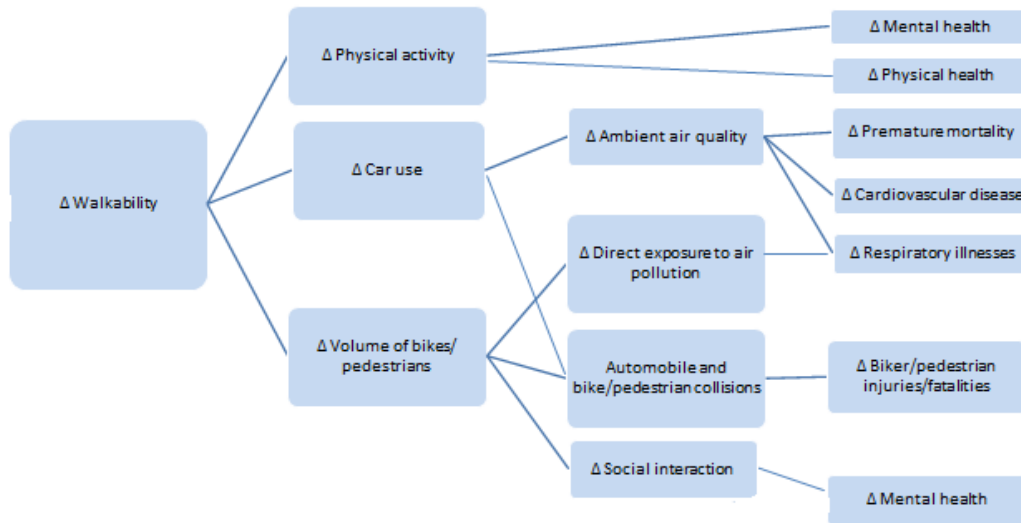 Δ Walkability
Δ Physical activity
Δ Car use
Δ Volume of bikes/
pedestrians
Δ Ambient air quality
Δ Direct exposure to air
pollution
Automobile and
bike/pedestrian collisions
Δ Social interaction
Δ Mental health
Δ Physical health
Δ Premature mortality
Δ Cardiovascular disease
Δ Respiratory illnesses
Δ Biker/pedestrian
injuries/fatalities
Δ Mental health